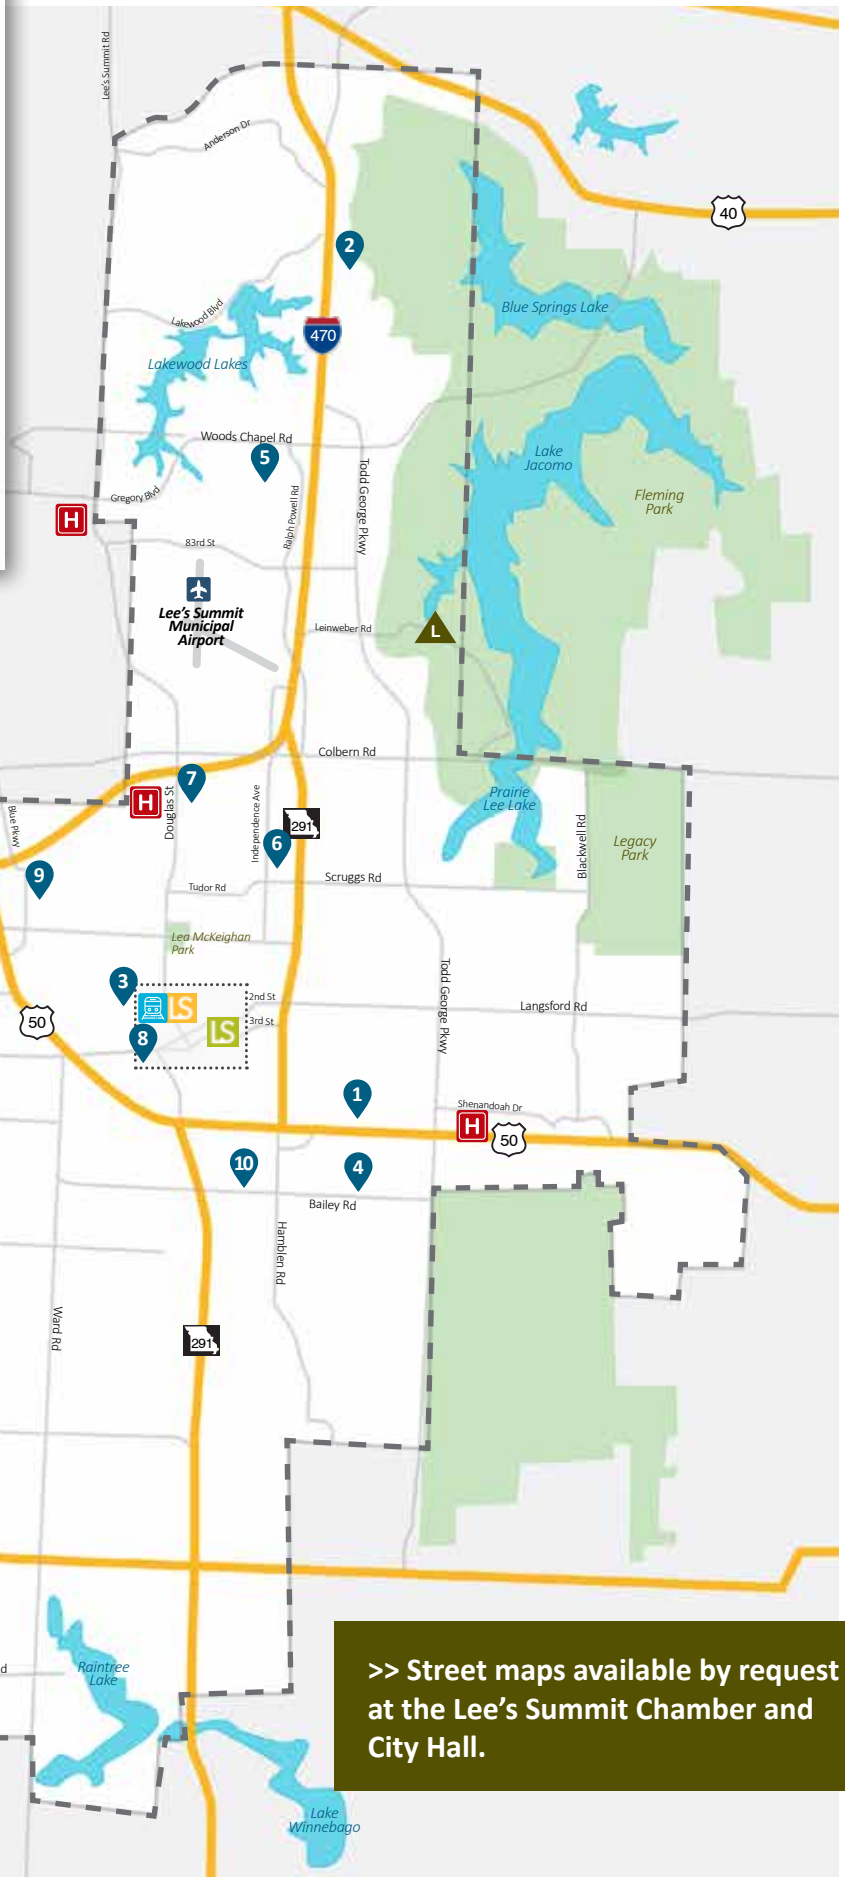 Lee's Summit Rd
Anderson Dr
40
2
Blue Springs Lake
Lakewood Blvd
470
Lakewood Lakes
Woods Chapel Rd
5
Lake
Jacomo
Todd George Pkwy
Fleming
Park
Gregory Blvd
Ralph Powell Rd
H
83rd St
Lee's Summit
Municipal
Airport
Leinweber Rd
L
Colbern Rd
7
H
Douglas St
Independence Ave
Prairie
Lee Lake
291
Blue Pkwy
6
Blackwell Rd
Legacy
Park
9
Scruggs Rd
Tudor Rd
Lea McKeighan
Park
Todd George Pkwy
3
LS
2nd St
Langsford Rd
50
LS
3rd St
8
1
Shenandoah Dr
H
50
10
4
Bailey Rd
Hamblen Rd
Ward Rd
291
d
Raintree
Lake
>> Street maps available by request
at the Lee's Summit Chamber and
City Hall.
Lake
Winnebago